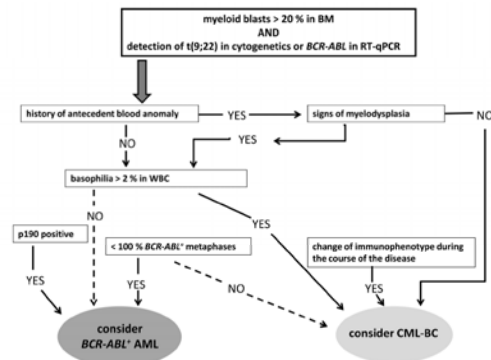 myeloid blasts > 20 % in BM
AND
detection of t(9;22) in cytogenetics or BCR-ABL in RT-qPCR
history of antecedent blood anomaly
YES
signs of myelodysplasia
NO
NO
YES
basophilia > 2 % in WBC
NO
YES
p190 positive
< 100 % BCR-ABL⁺ metaphases
change of immunophenotype during
the course of the disease
YES
YES
NO
YES
consider
BCR-ABL⁺ AML
consider CML-BC